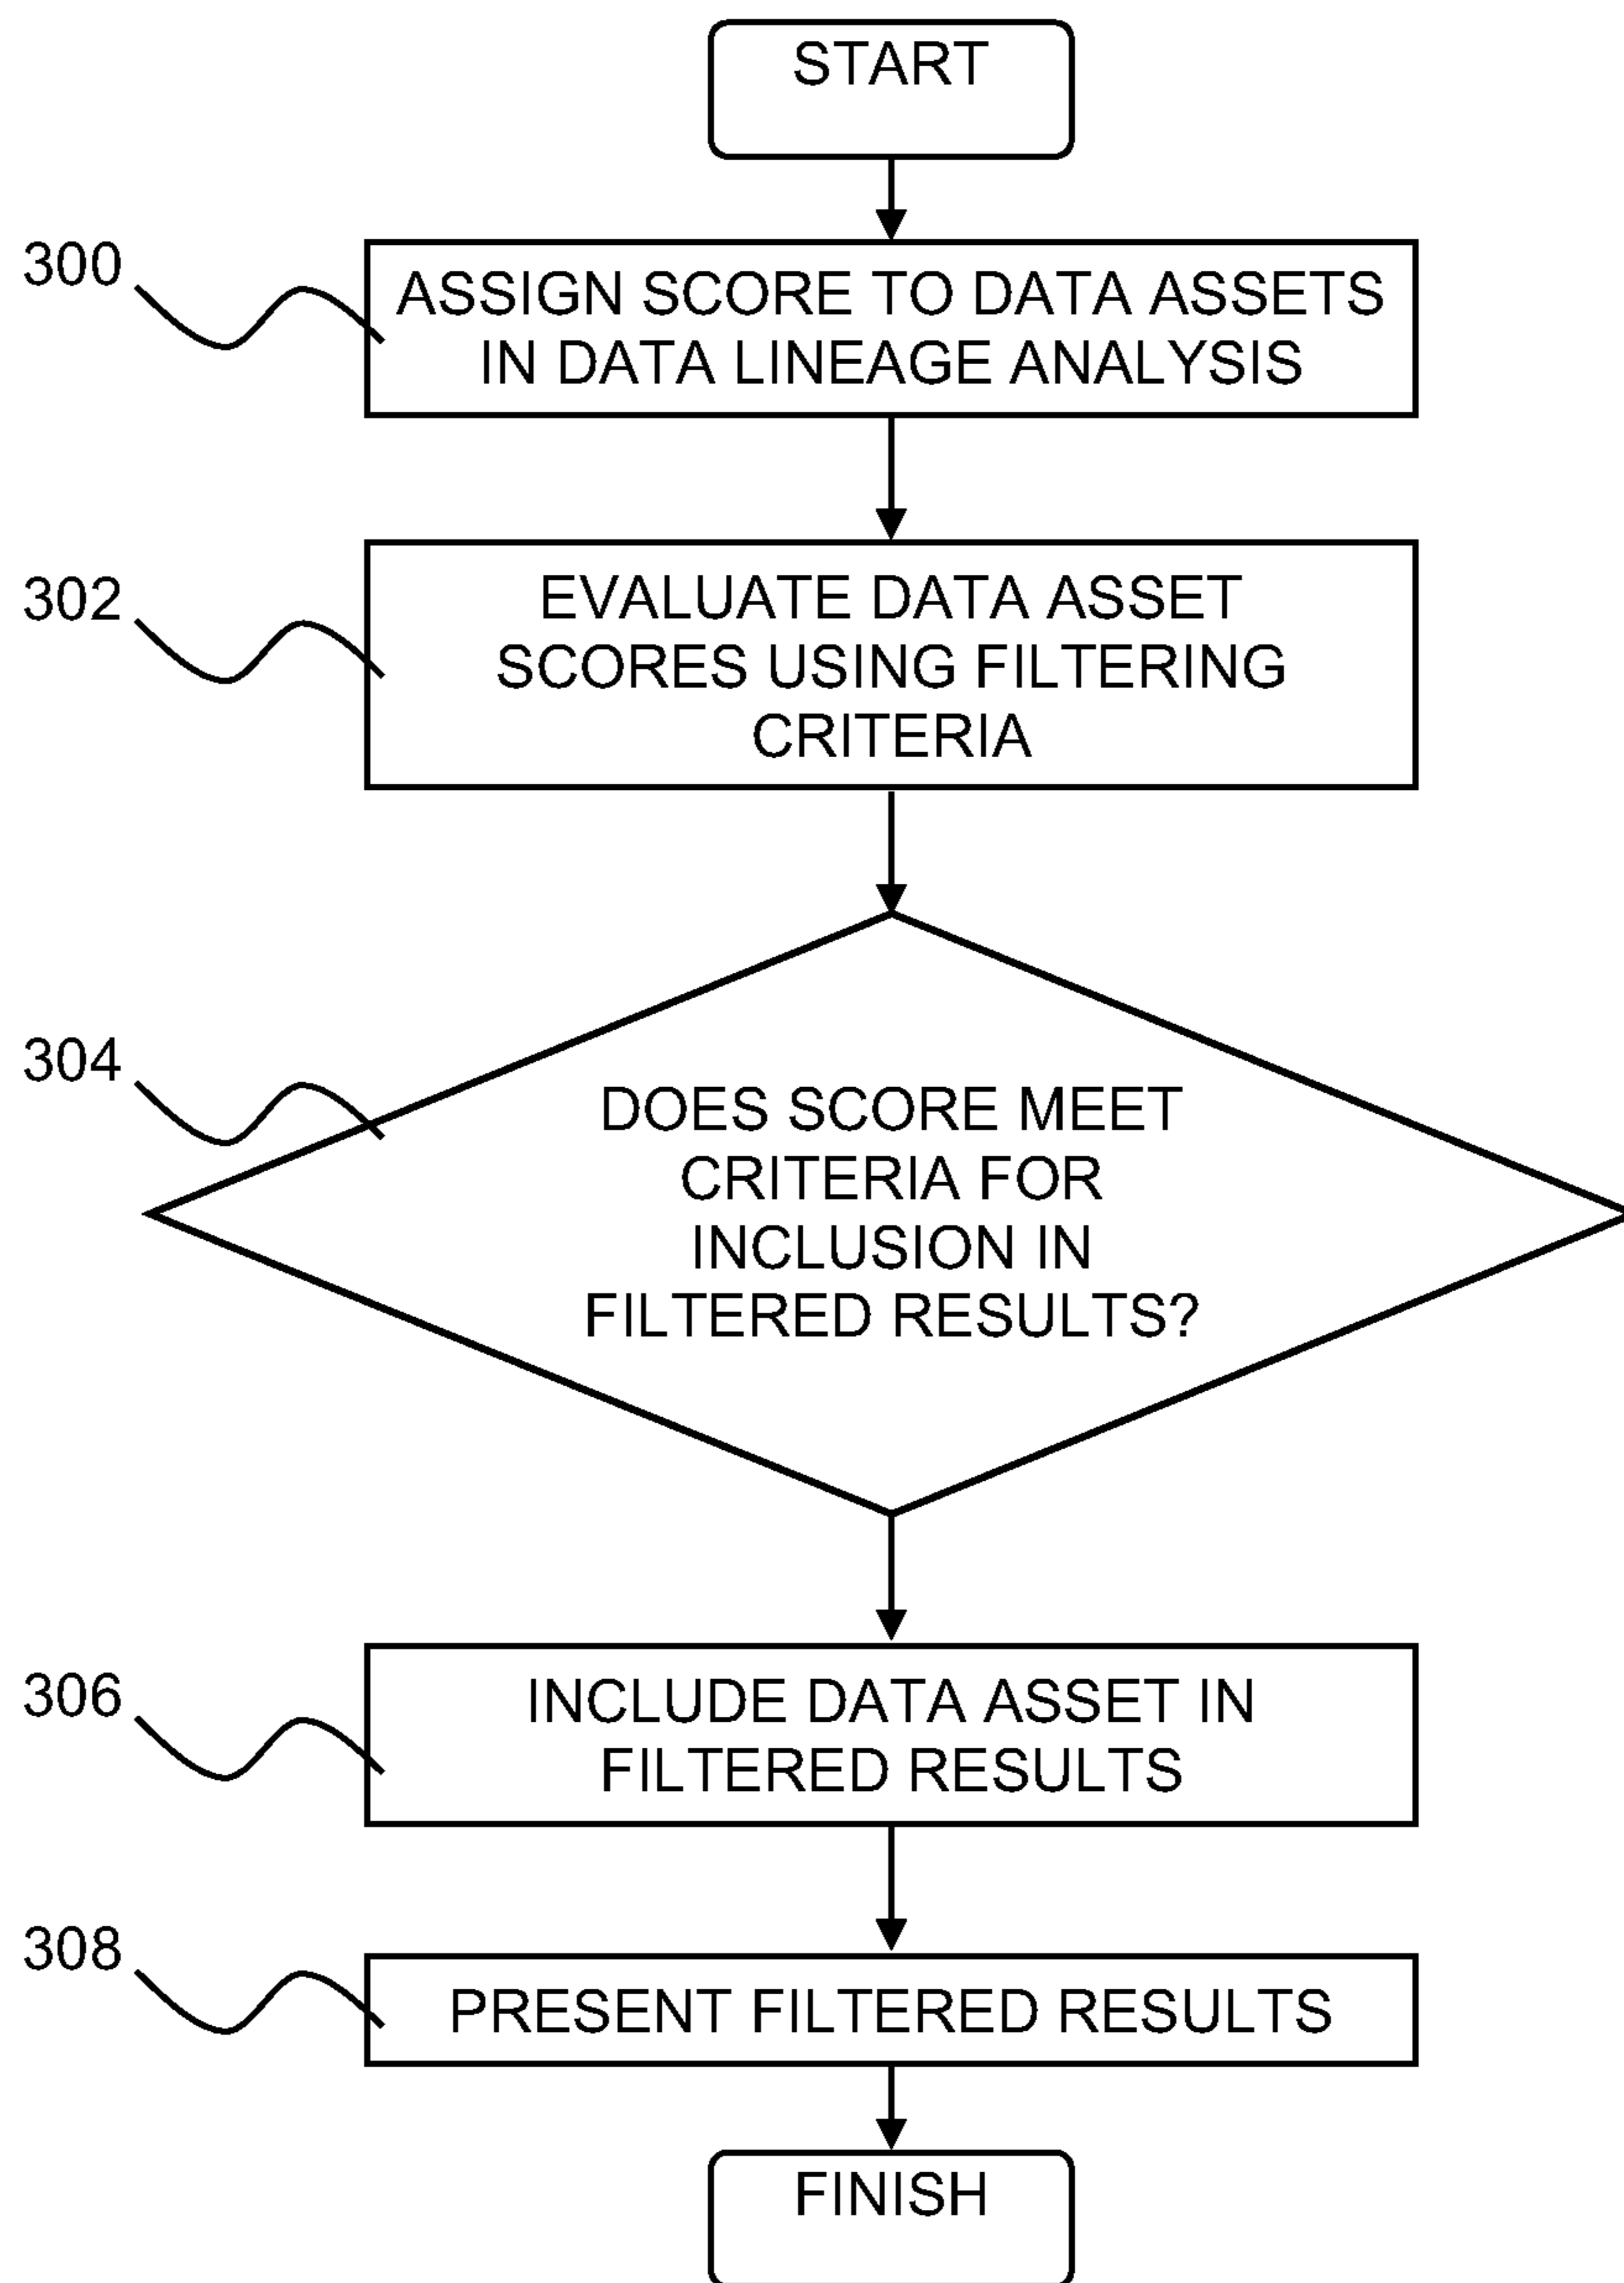 START
300
ASSIGN SCORE TO DATA ASSETS
IN DATA LINEAGE ANALYSIS
302
EVALUATE DATA ASSET
SCORES USING FILTERING
CRITERIA
304
DOES SCORE MEET
CRITERIA FOR
INCLUSION IN
FILTERED RESULTS?
306
INCLUDE DATA ASSET IN
FILTERED RESULTS
308
PRESENT FILTERED RESULTS
FINISH